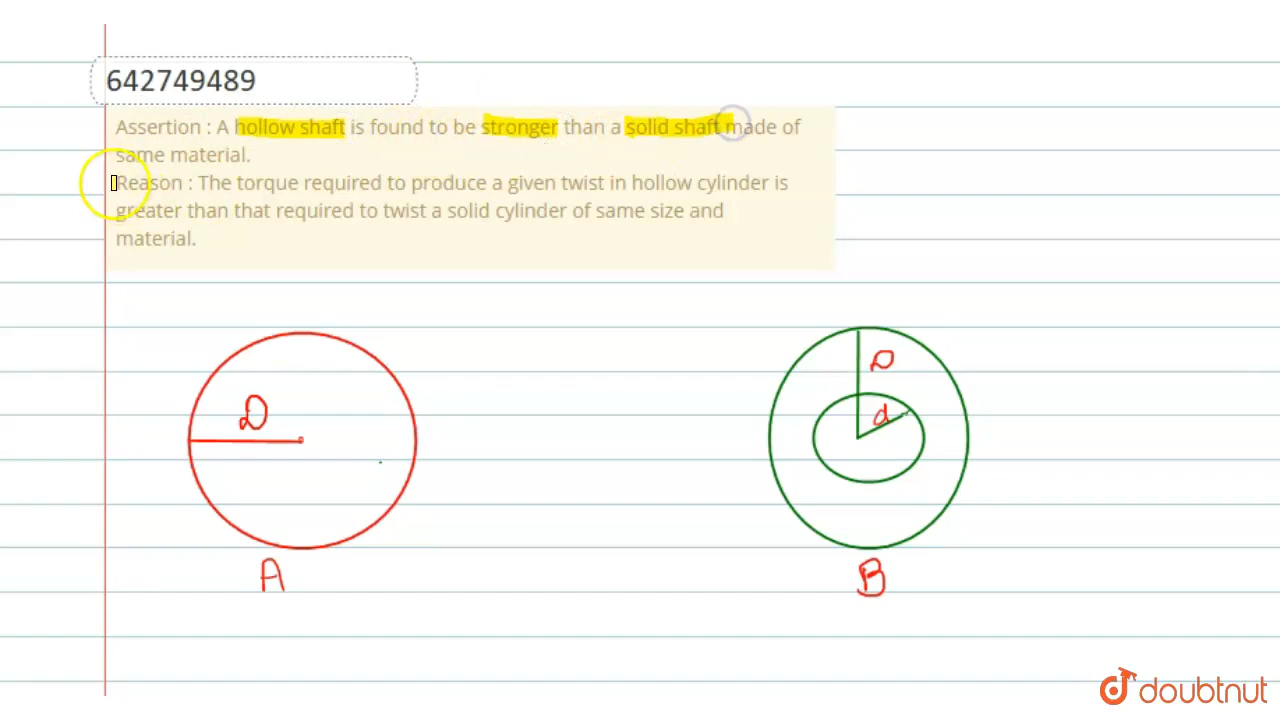 642749489
Assertion : A hollow shaft is found to be stronger than a solid shaft made of
same material.
Reason : The torque required to produce a given twist in hollow cylinder is
greater than that required to twist a solid cylinder of same size and
material.
D
D
d
A
B
doubtnut